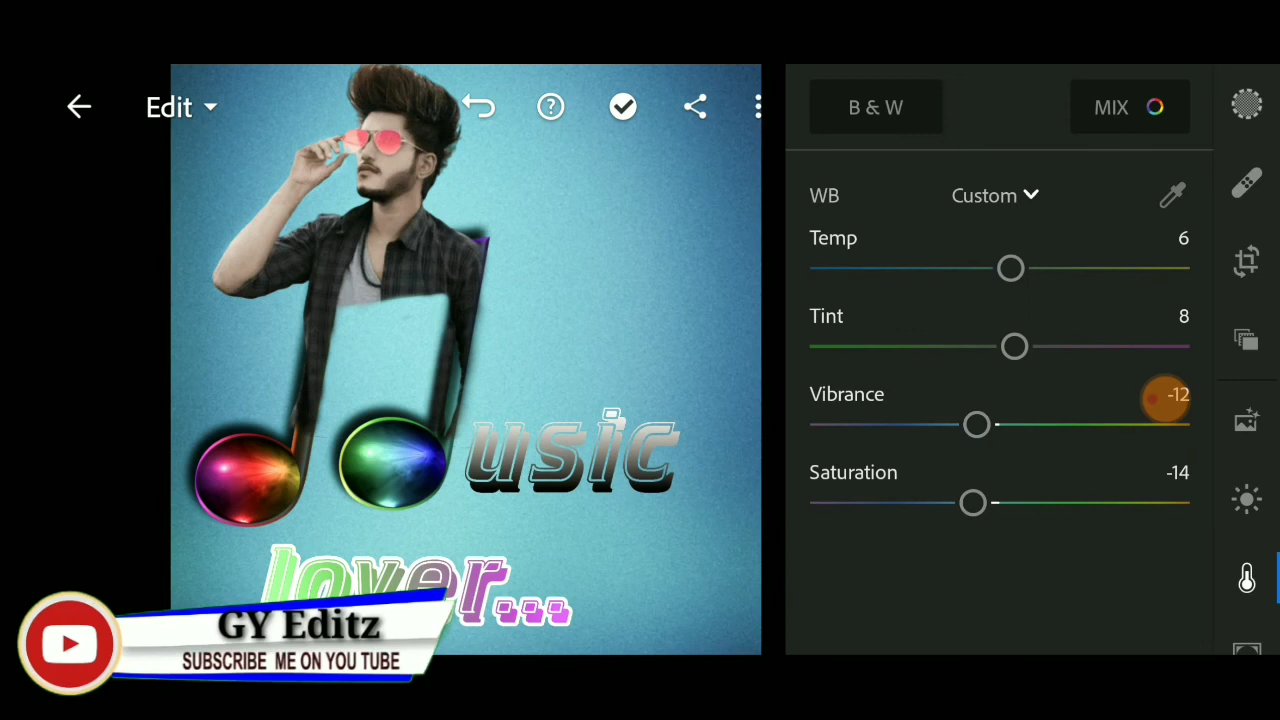 Edit
B & W
MIX
WB
Custom
Temp
6
Tint
8
Vibrance
-12
Saturation
-14
usic
lover...
GY Editz
SUBSCRIBE ME ON YOU TUBE